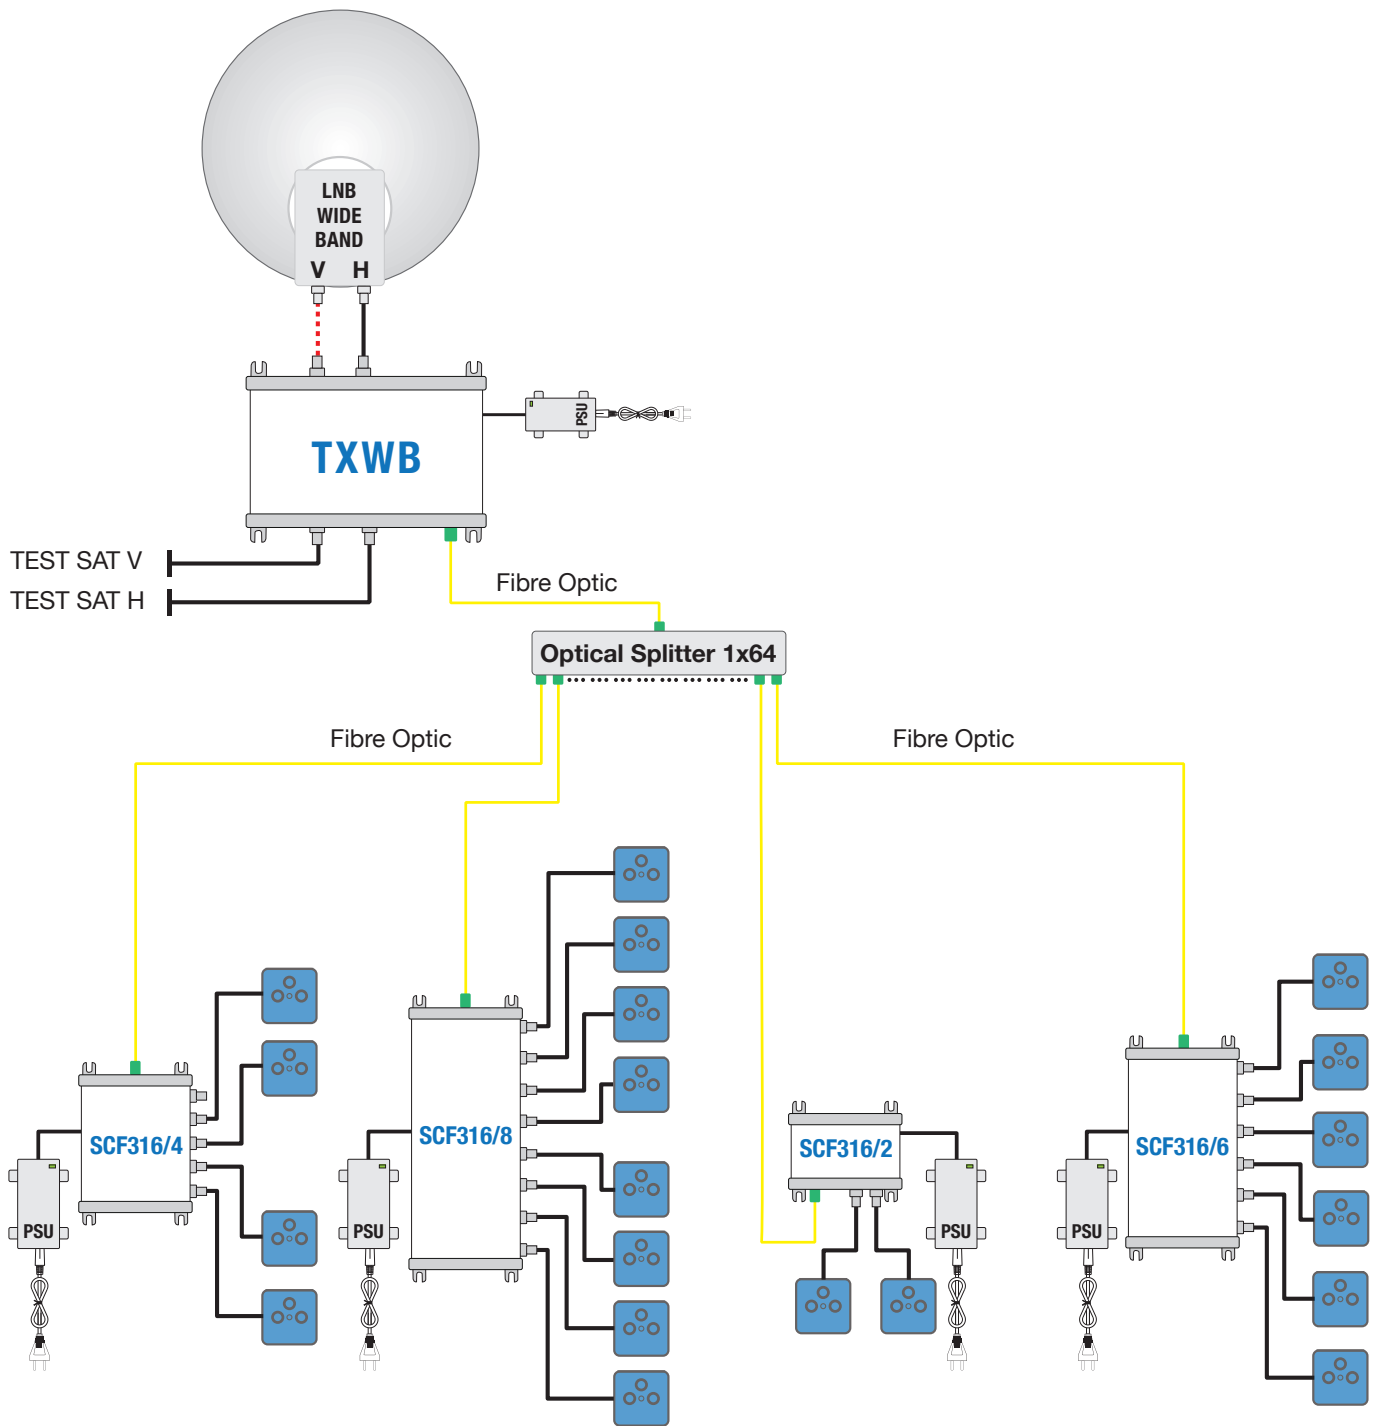 LNB
WIDE
BAND
V H
PSU
TXWB
TEST SAT V
TEST SAT H
Fibre Optic
Optical Splitter 1x64
Fibre Optic
Fibre Optic
SCF316/4
SCF316/8
SCF316/2
SCF316/6
PSU
PSU
PSU
PSU